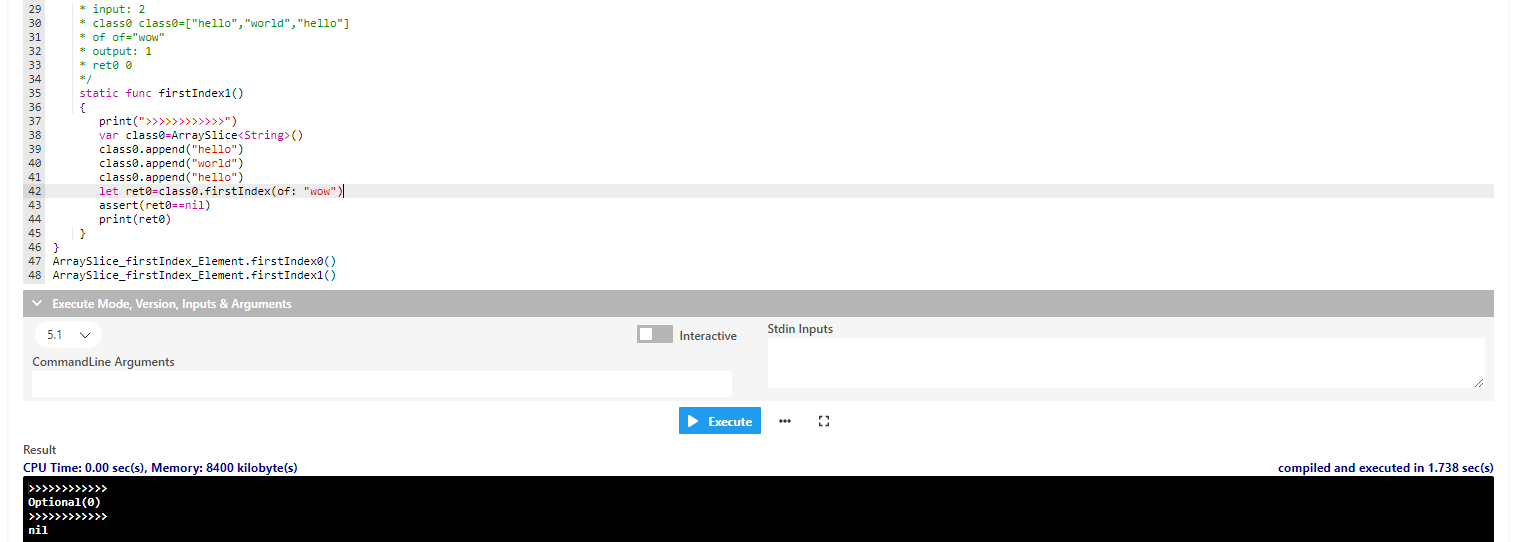 29 * input: 2
30 * class0 class0=["hello","world","hello"]
31 * of of="wow"
32 * output: 1
33 * ret0 0
34 */
35 static func firstIndex1()
36 {
37 print(">>>>>>>>>>>>")
38 var class0=ArraySlice<String>()
39 class0.append("hello")
40 class0.append("world")
41 class0.append("hello")
42 let ret0=class0.firstIndex(of: "wow")
43 assert(ret0==nil)
44 print(ret0)
45 }
46 }
47 ArraySlice_firstIndex_Element.firstIndex0()
48 ArraySlice_firstIndex_Element.firstIndex1()
Execute Mode, Version, Inputs & Arguments
5.1
Interactive
Stdin Inputs
CommandLine Arguments
Execute
Result
CPU Time: 0.00 sec(s), Memory: 8400 kilobyte(s)
compiled and executed in 1.738 sec(s)
>>>>>>>>>>>>
Optional(0)
>>>>>>>>>>>>
nil